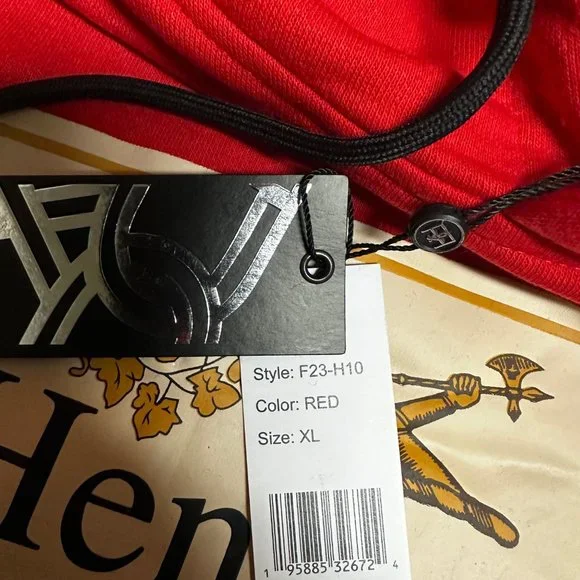 Style: F23-H10
Color: RED
Size: XL
1 95885 32672 4
Hen